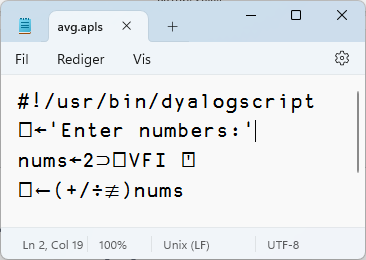 avg.apls
Fil Rediger Vis
#!/usr/bin/dyalogscript
⎕←'Enter numbers:'
nums←2⊃⎕VFI ⍞
⎕←(+/÷≢)nums
Ln 2, Col 19 100% Unix (LF) UTF-8